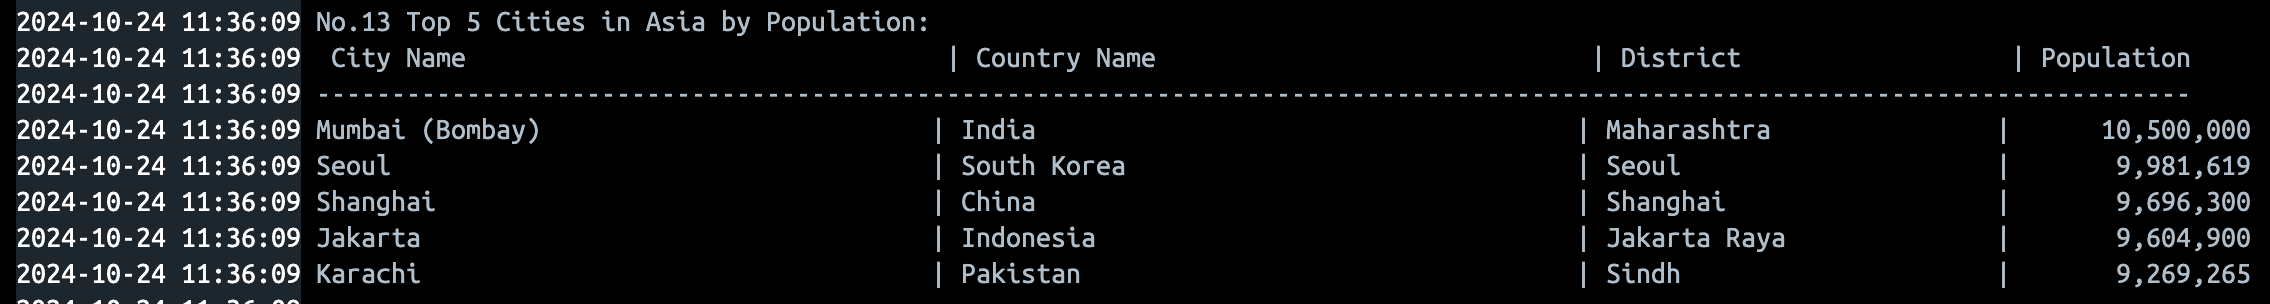 2024-10-24 11:36:09 No.13 Top 5 Cities in Asia by Population:
2024-10-24 11:36:09  City Name | Country Name | District | Population
2024-10-24 11:36:09 -----------------------------------------------------------------------------------------------------------------------------
2024-10-24 11:36:09 Mumbai (Bombay) | India | Maharashtra | 10,500,000
2024-10-24 11:36:09 Seoul | South Korea | Seoul | 9,981,619
2024-10-24 11:36:09 Shanghai | China | Shanghai | 9,696,300
2024-10-24 11:36:09 Jakarta | Indonesia | Jakarta Raya | 9,604,900
2024-10-24 11:36:09 Karachi | Pakistan | Sindh | 9,269,265